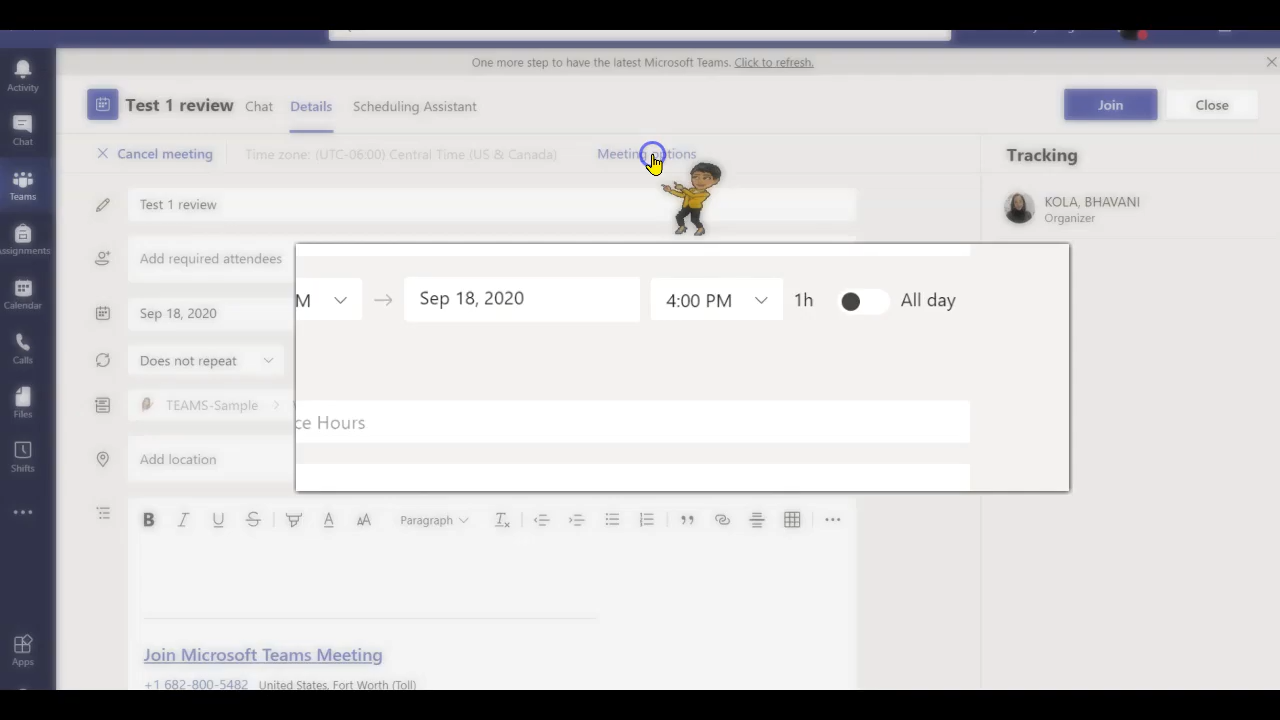 One more step to have the latest Microsoft Teams. Click to refresh.
Activity
Chat
Teams
Assignments
Calendar
Calls
Files
Shifts
Apps
Test 1 review Chat Details Scheduling Assistant Join Close
Cancel meeting Time zone: (UTC-06:00) Central Time (US & Canada) Meeting options
Tracking
KOLA, BHAVANI
Organizer
Test 1 review
Add required attendees
Sep 18, 2020
Does not repeat
TEAMS-Sample >
Add location
M → Sep 18, 2020 4:00 PM 1h All day
ce Hours
B I U S A AA Paragraph
Join Microsoft Teams Meeting
+1 682-800-5482 United States, Fort Worth (Toll)